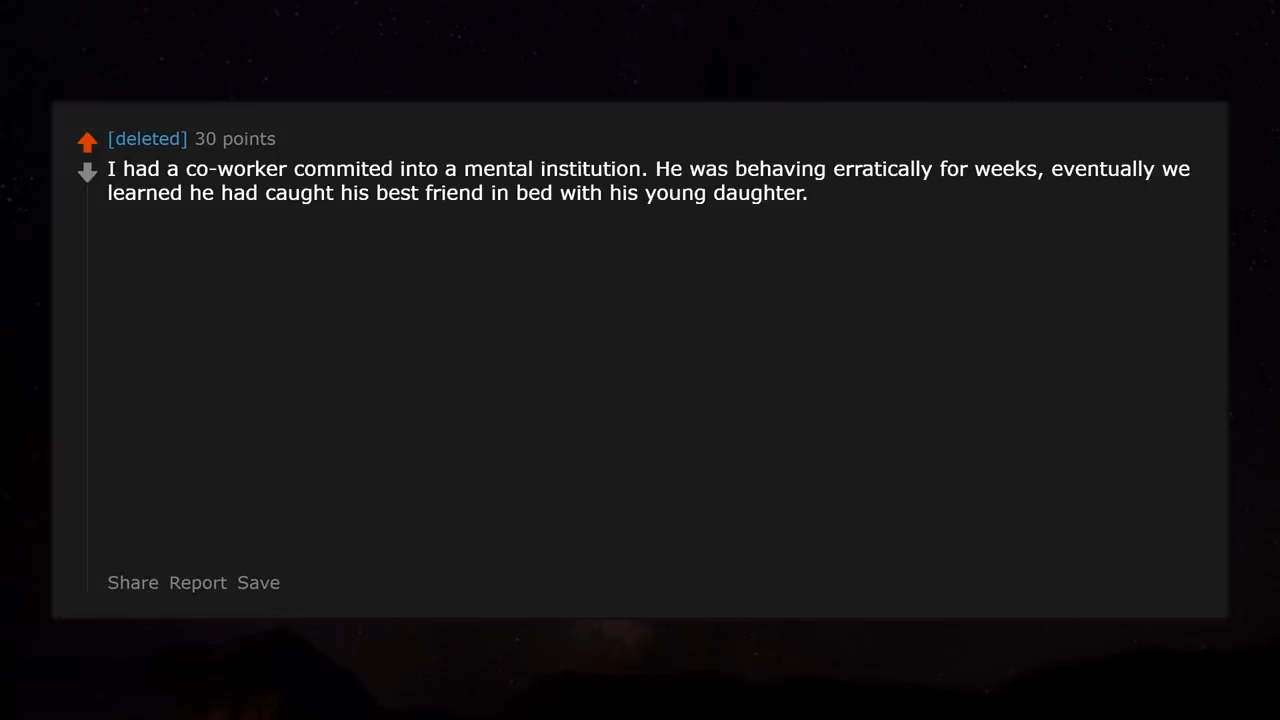 [deleted] 30 points
I had a co-worker commited into a mental institution. He was behaving erratically for weeks, eventually we
learned he had caught his best friend in bed with his young daughter.
Share Report Save